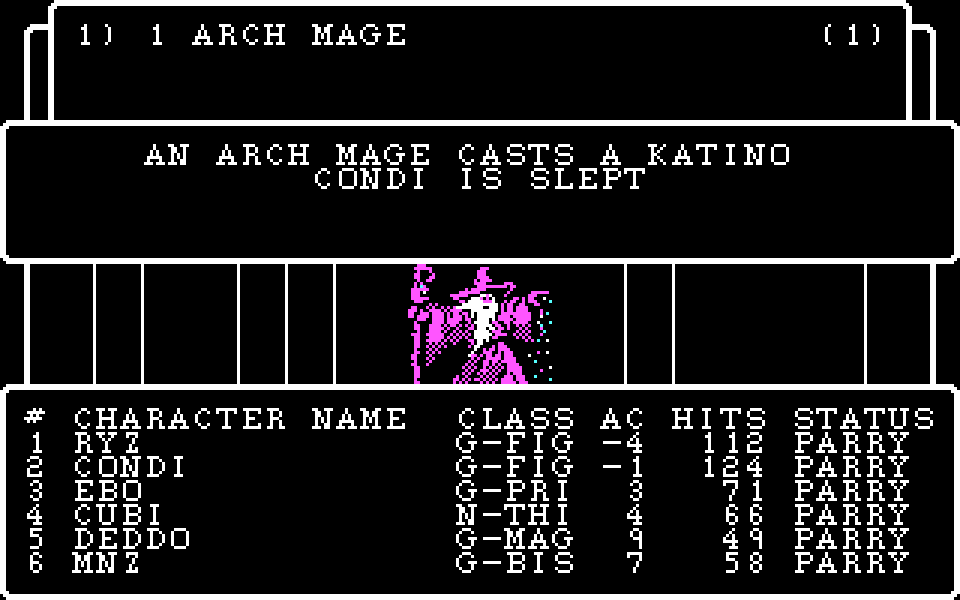 1) 1 ARCH MAGE (1)
AN ARCH MAGE CASTS A KATINO
CONDI IS SLEPT
# CHARACTER NAME CLASS AC HITS STATUS
1 RYZ G-FIG -4 112 PARRY
2 CONDI G-FIG -1 124 PARRY
3 EBO G-PRI 3 71 PARRY
4 CUBI N-THI 4 66 PARRY
5 DEDDO G-MAG 9 49 PARRY
6 MNZ G-BIS 7 58 PARRY